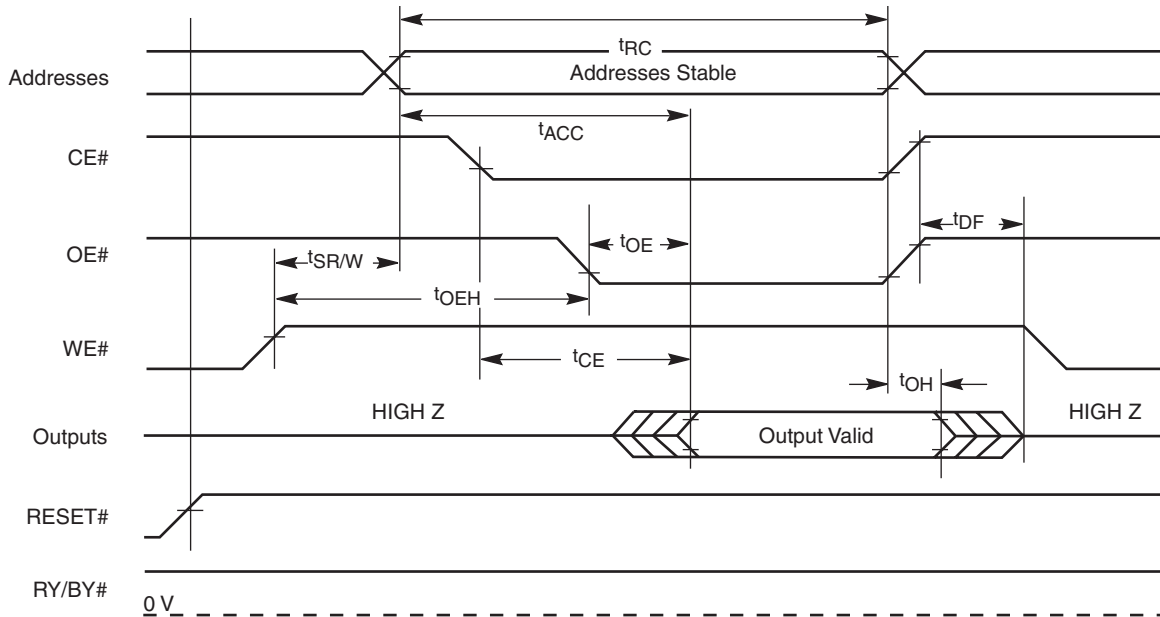 tRC
Addresses
Addresses Stable
tACC
CE#
tDF
OE#
tSR/W
tOE
tOEH
WE#
tCE
tOH
HIGH Z
HIGH Z
Outputs
Output Valid
RESET#
RY/BY#
0 V